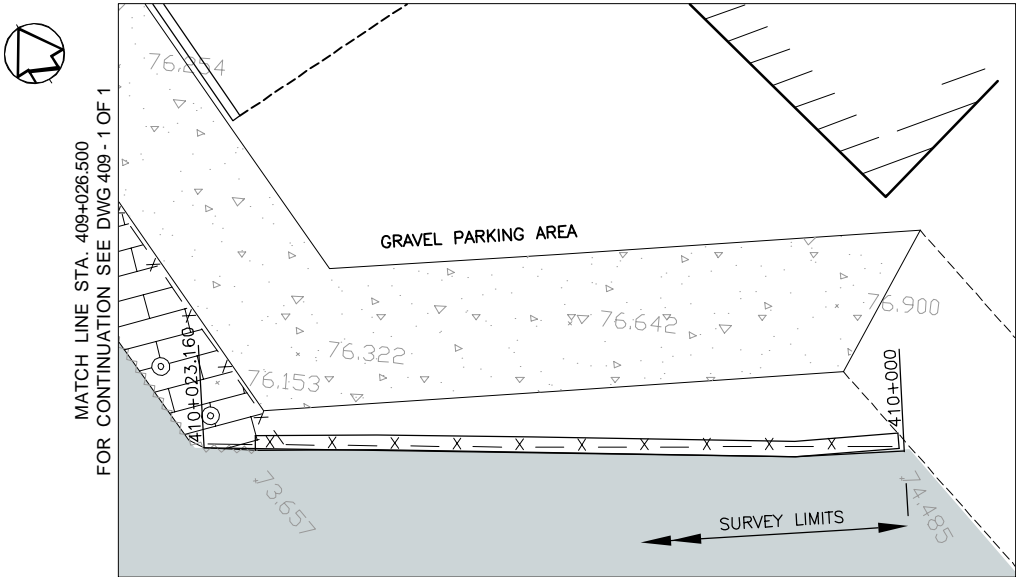 MATCH LINE STA. 409+026.500
FOR CONTINUATION SEE DWG 409 - 1 OF 1
76.254
GRAVEL PARKING AREA
76.900
76.642
76.322
76.153
410+023.160
410+000
73.657
74.485
SURVEY LIMITS